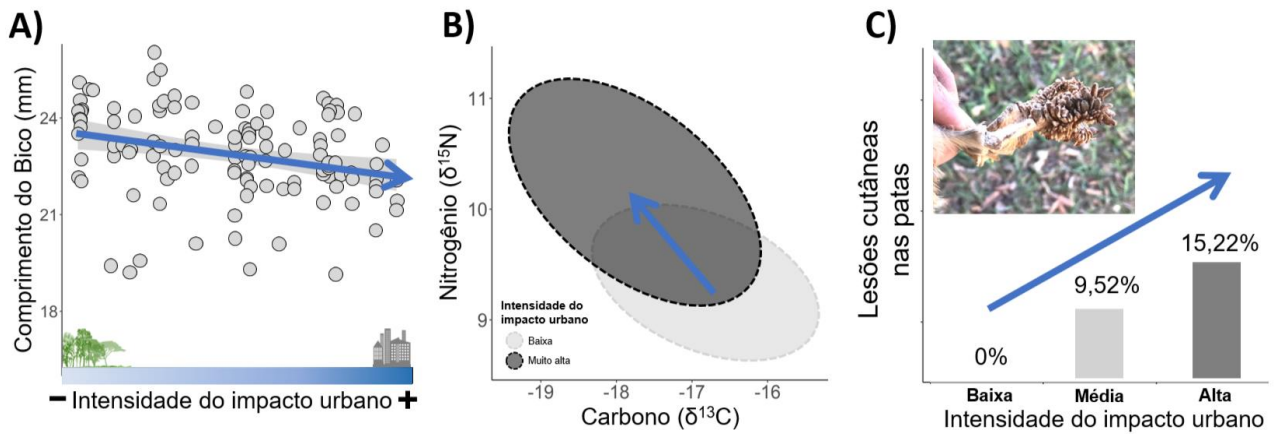 A)
Comprimento do Bico (mm)
24
21
18
− Intensidade do impacto urbano +
B)
Nitrogénio (δ¹⁵N)
11
10
9
Intensidade do
impacto urbano
Baixa
Muito alta
-19
-18
-17
-16
Carbono (δ¹³C)
C)
Lesões cutâneas
nas patas
0%
9,52%
15,22%
Baixa
Média
Alta
Intensidade do impacto urbano